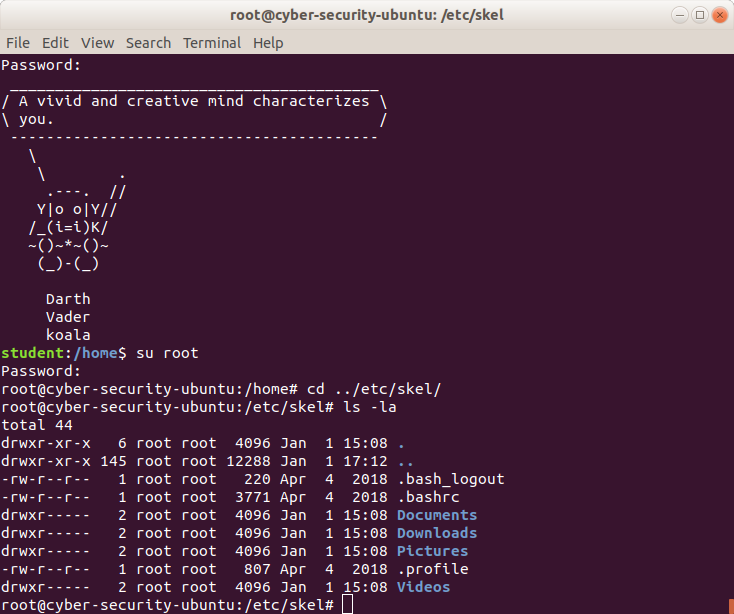 root@cyber-security-ubuntu: /etc/skel
File Edit View Search Terminal Help
Password:
 _________________________________________
/ A vivid and creative mind characterizes \
\ you.                                    /
 -----------------------------------------
   \
    \        .
     .---.  //
    Y|o o|Y//
   /_(i=i)K/
   ~()~*~()~
    (_)-(_)

     Darth
     Vader
     koala
student:/home$ su root
Password:
root@cyber-security-ubuntu:/home# cd ../etc/skel/
root@cyber-security-ubuntu:/etc/skel# ls -la
total 44
drwxr-xr-x   6 root root  4096 Jan  1 15:08 .
drwxr-xr-x 145 root root 12288 Jan  1 17:12 ..
-rw-r--r--   1 root root   220 Apr  4  2018 .bash_logout
-rw-r--r--   1 root root  3771 Apr  4  2018 .bashrc
drwxr-----   2 root root  4096 Jan  1 15:08 Documents
drwxr-----   2 root root  4096 Jan  1 15:08 Downloads
drwxr-----   2 root root  4096 Jan  1 15:08 Pictures
-rw-r--r--   1 root root   807 Apr  4  2018 .profile
drwxr-----   2 root root  4096 Jan  1 15:08 Videos
root@cyber-security-ubuntu:/etc/skel#